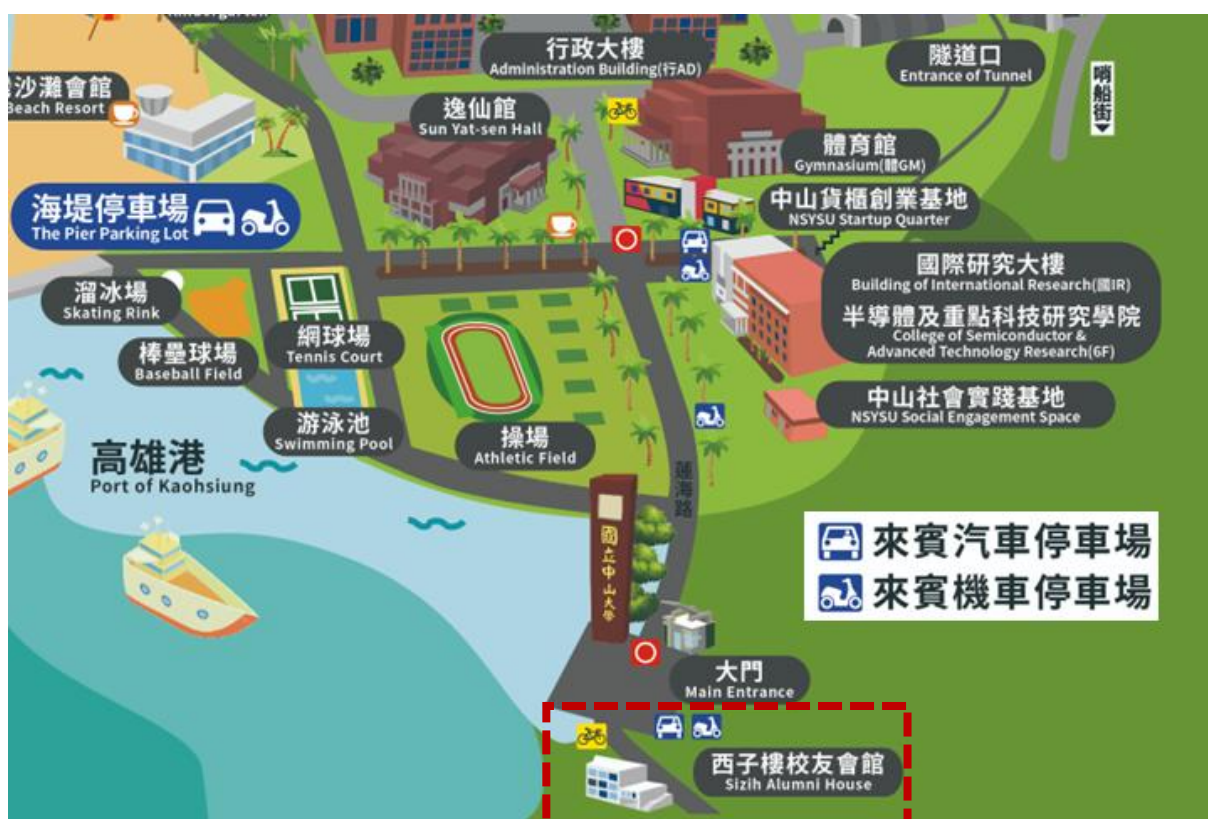 行政大樓
Administration Building(行AD)
隧道口
Entrance of Tunnel
哨船街
沙灘會館
Beach Resort
逸仙館
Sun Yat-sen Hall
體育館
Gymnasium(體GM)
海堤停車場
The Pier Parking Lot
中山貨櫃創業基地
NSYSU Startup Quarter
國際研究大樓
Building of International Research(國IR)
半導體及重點科技研究學院
College of Semiconductor &
Advanced Technology Research(6F)
溜冰場
Skating Rink
網球場
Tennis Court
棒壘球場
Baseball Field
中山社會實踐基地
NSYSU Social Engagement Space
游泳池
Swimming Pool
操場
Athletic Field
高雄港
Port of Kaohsiung
蓮海路
國立中山大學
來賓汽車停車場
來賓機車停車場
大門
Main Entrance
西子樓校友會館
Sizih Alumni House